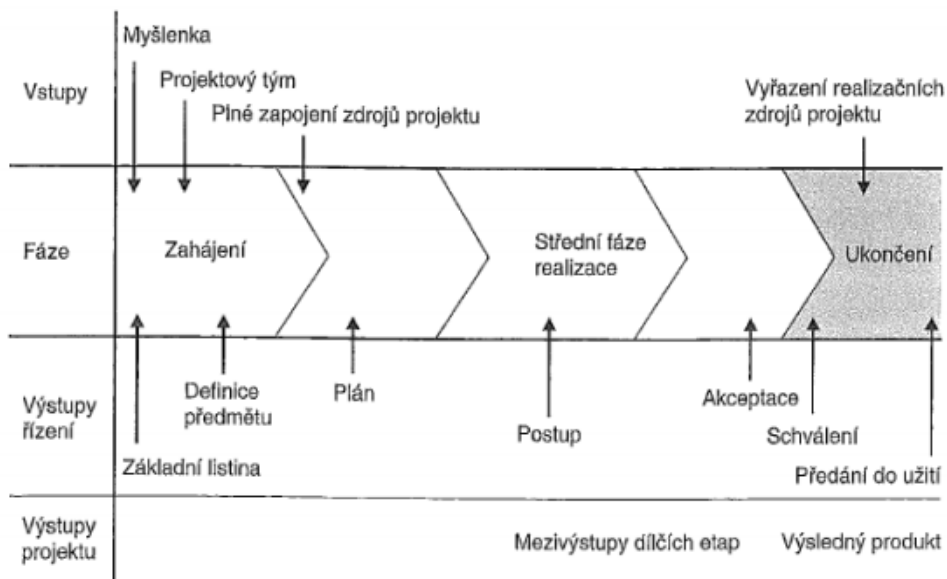 Myšlenka
Projektový tým
Plné zapojení zdrojů projektu
Vyřazení realizačních
zdrojů projektu
Vstupy
Fáze
Zahájení
Střední fáze
realizace
Ukončení
Výstupy
řízení
Definice
předmětu
Plán
Postup
Akceptace
Schválení
Základní listina
Předání do užití
Výstupy
projektu
Mezivýstupy dílčích etap
Výsledný produkt